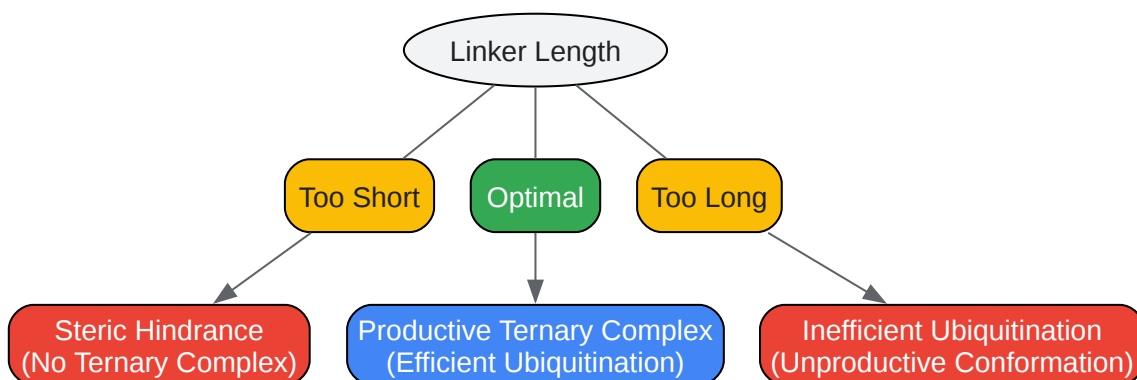 Linker Length
Too Short
Optimal
Too Long
Steric Hindrance
(No Ternary Complex)
Productive Ternary Complex
(Efficient Ubiquitination)
Inefficient Ubiquitination
(Unproductive Conformation)